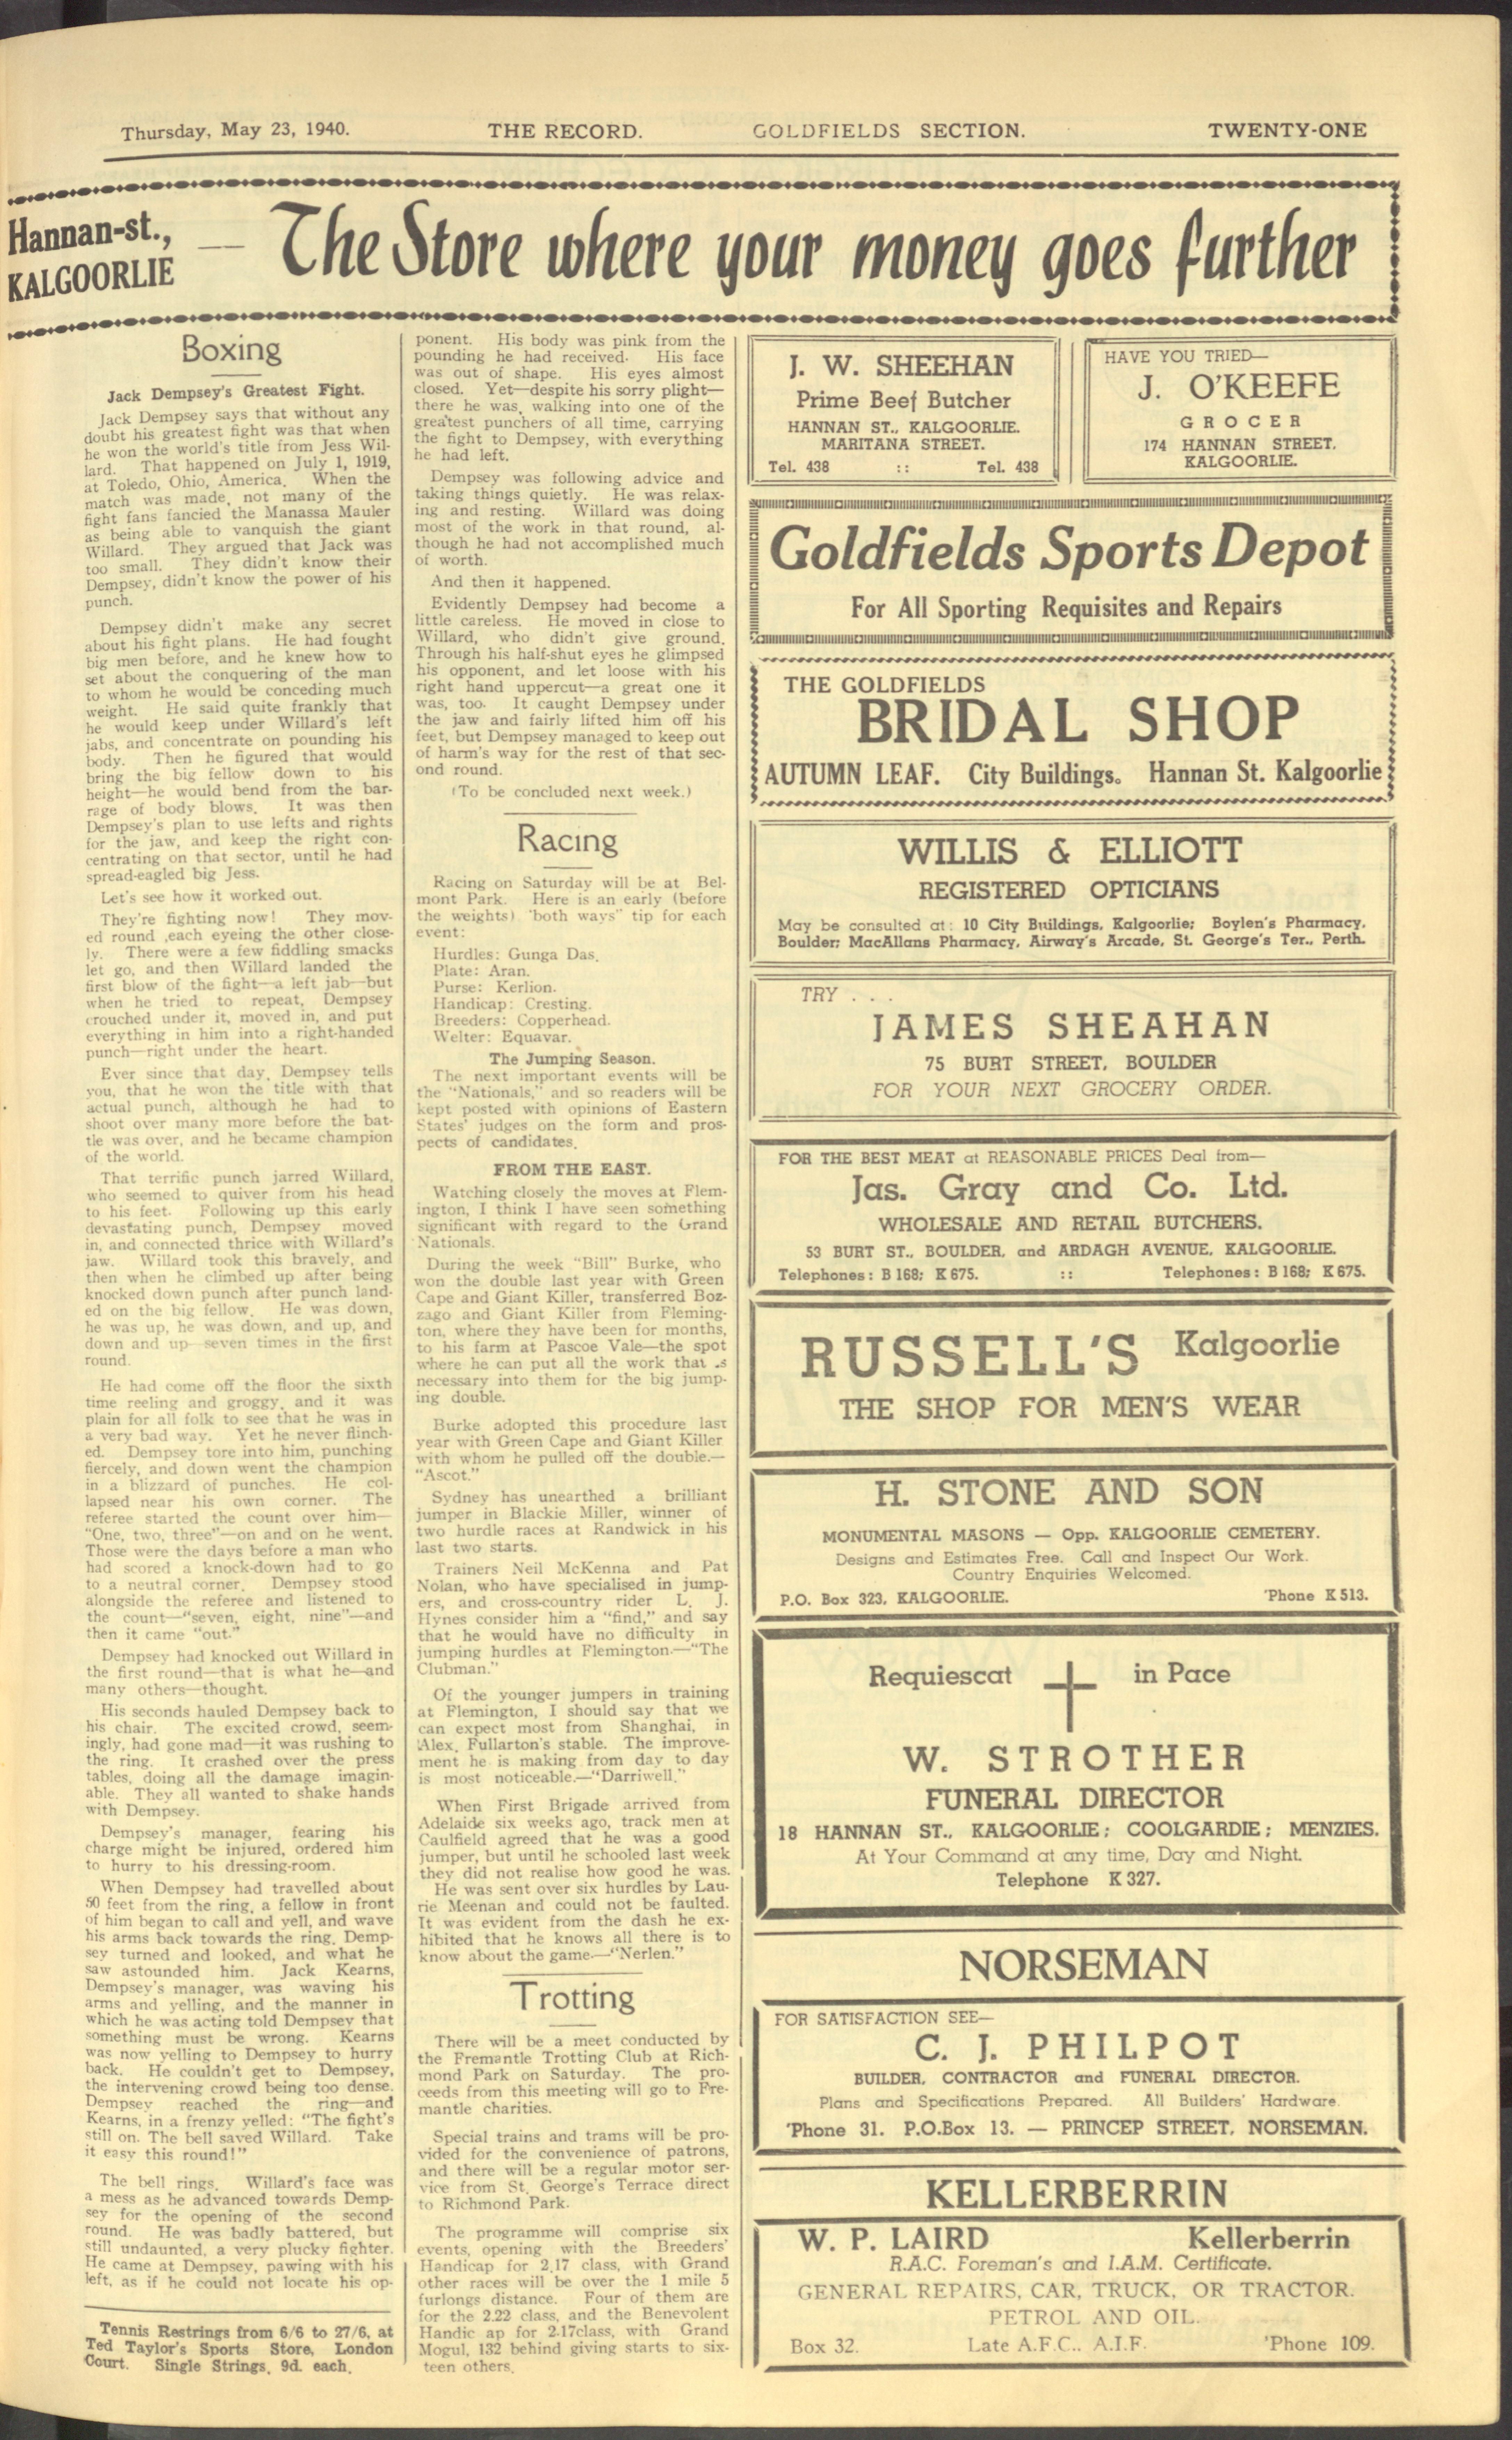 Thursday, May 23, 1940. THE RECORD. GOLDFIELDS SECTION. TWENTY-ONE
Hannan-st.,
KALGOORLIE
— The Store where your money goes further
Boxing
Jack Dempsey's Greatest Fight.
Jack Dempsey says that without any
doubt his greatest fight was that when
he won the world's title from Jess Wil-
lard. That happened on July 1, 1919,
at Toledo, Ohio, America. When the
match was made, not many of the
fight fans fancied the Manassa Mauler
as being able to vanquish the giant
Willard. They argued that Jack was
too small. They didn't know their
Dempsey, didn't know the power of his
punch.
Dempsey didn't make any secret
about his fight plans. He had fought
big men before, and he knew how to
set about the conquering of the man
to whom he would be conceding much
weight. He said quite frankly that
he would keep under Willard's left
jabs, and concentrate on pounding his
body. Then he figured that would
bring the big fellow down to his
height—he would bend from the bar-
rage of body blows. It was then
Dempsey's plan to use lefts and rights
for the jaw, and keep the right con-
centrating on that sector, until he had
spread-eagled big Jess.
Let's see how it worked out.
They're fighting now! They mov-
ed round ,each eyeing the other close-
ly. There were a few fiddling smacks
let go, and then Willard landed the
first blow of the fight—a left jab—but
when he tried to repeat, Dempsey
crouched under it, moved in, and put
everything in him into a right-handed
punch—right under the heart.
Ever since that day, Dempsey tells
you, that he won the title with that
actual punch, although he had to
shoot over many more before the bat-
tle was over, and he became champion
of the world.
That terrific punch jarred Willard,
who seemed to quiver from his head
to his feet. Following up this early
devastating punch, Dempsey moved
in, and connected thrice with Willard's
jaw. Willard took this bravely, and
then when he climbed up after being
knocked down punch after punch land-
ed on the big fellow. He was down,
he was up, he was down, and up, and
down and up—seven times in the first
round.
He had come off the floor the sixth
time reeling and groggy, and it was
plain for all folk to see that he was in
a very bad way. Yet he never flinch-
ed. Dempsey tore into him, punching
fiercely, and down went the champion
in a blizzard of punches. He col-
lapsed near his own corner. The
referee started the count over him—
"One, two, three"—on and on he went.
Those were the days before a man who
had scored a knock-down had to go
to a neutral corner. Dempsey stood
alongside the referee and listened to
the count—"seven, eight, nine"—and
then it came "out."
Dempsey had knocked out Willard in
the first round—that is what he—and
many others—thought.
His seconds hauled Dempsey back to
his chair. The excited crowd, seem-
ingly, had gone mad—it was rushing to
the ring. It crashed over the press
tables, doing all the damage imagin-
able. They all wanted to shake hands
with Dempsey.
Dempsey's manager, fearing his
charge might be injured, ordered him
to hurry to his dressing-room.
When Dempsey had travelled about
50 feet from the ring, a fellow in front
of him began to call and yell, and wave
his arms back towards the ring. Demp-
sey turned and looked, and what he
saw astounded him. Jack Kearns,
Dempsey's manager, was waving his
arms and yelling, and the manner in
which he was acting told Dempsey that
something must be wrong. Kearns
was now yelling to Dempsey to hurry
back. He couldn't get to Dempsey,
the intervening crowd being too dense.
Dempsey reached the ring—and
Kearns, in a frenzy yelled: "The fight's
still on. The bell saved Willard. Take
it easy this round!"
The bell rings. Willard's face was
a mess as he advanced towards Demp-
sey for the opening of the second
round. He was badly battered, but
still undaunted, a very plucky fighter.
He came at Dempsey, pawing with his
left, as if he could not locate his op-
Tennis Restrings from 6/6 to 27/6, at
Ted Taylor's Sports Store, London
Court. Single Strings, 9d. each.
ponent. His body was pink from the
pounding he had received. His face
was out of shape. His eyes almost
closed. Yet—despite his sorry plight—
there he was, walking into one of the
greatest punchers of all time, carrying
the fight to Dempsey, with everything
he had left.
Dempsey was following advice and
taking things quietly. He was relax-
ing and resting. Willard was doing
most of the work in that round, al-
though he had not accomplished much
of worth.
And then it happened.
Evidently Dempsey had become a
little careless. He moved in close to
Willard, who didn't give ground.
Through his half-shut eyes he glimpsed
his opponent, and let loose with his
right hand uppercut—a great one it
was, too. It caught Dempsey under
the jaw and fairly lifted him off his
feet, but Dempsey managed to keep out
of harm's way for the rest of that sec-
ond round.
(To be concluded next week.)
Racing
Racing on Saturday will be at Bel-
mont Park. Here is an early (before
the weights) 'both ways" tip for each
event:
Hurdles: Gunga Das.
Plate: Aran.
Purse: Kerlion.
Handicap: Cresting.
Breeders: Copperhead.
Welter: Equavar.
The Jumping Season.
The next important events will be
the "Nationals," and so readers will be
kept posted with opinions of Eastern
States' judges on the form and pros-
pects of candidates.
FROM THE EAST.
Watching closely the moves at Flem-
ington, I think I have seen something
significant with regard to the Grand
Nationals.
During the week "Bill" Burke, who
won the double last year with Green
Cape and Giant Killer, transferred Boz-
zago and Giant Killer from Fleming-
ton, where they have been for months,
to his farm at Pascoe Vale—the spot
where he can put all the work that .s
necessary into them for the big jump-
ing double.
Burke adopted this procedure last
year with Green Cape and Giant Killer
with whom he pulled off the double.—
"Ascot."
Sydney has unearthed a brilliant
jumper in Blackie Miller, winner of
two hurdle races at Randwick in his
last two starts.
Trainers Neil McKenna and Pat
Nolan, who have specialised in jump-
ers, and cross-country rider L. J.
Hynes consider him a "find," and say
that he would have no difficulty in
jumping hurdles at Flemington.—"The
Clubman."
Of the younger jumpers in training
at Flemington, I should say that we
can expect most from Shanghai, in
Alex. Fullarton's stable. The improve-
ment he is making from day to day
is most noticeable.—"Darriwell."
When First Brigade arrived from
Adelaide six weeks ago, track men at
Caulfield agreed that he was a good
jumper, but until he schooled last week
they did not realise how good he was.
He was sent over six hurdles by Lau-
rie Meenan and could not be faulted.
It was evident from the dash he ex-
hibited that he knows all there is to
know about the game.—"Nerlen."
Trotting
There will be a meet conducted by
the Fremantle Trotting Club at Rich-
mond Park on Saturday. The pro-
ceeds from this meeting will go to Fre-
mantle charities.
Special trains and trams will be pro-
vided for the convenience of patrons,
and there will be a regular motor ser-
vice from St. George's Terrace direct
to Richmond Park.
The programme will comprise six
events, opening with the Breeders'
Handicap for 2.17 class, with Grand
other races will be over the 1 mile 5
furlongs distance. Four of them are
for the 2.22 class, and the Benevolent
Handic ap for 2.17class, with Grand
Mogul, 132 behind giving starts to six-
teen others.
J. W. SHEEHAN
Prime Beef Butcher
HANNAN ST., KALGOORLIE.
MARITANA STREET.
Tel. 438 :: Tel. 438
HAVE YOU TRIED—
J. O'KEEFE
GROCER
174 HANNAN STREET.
KALGOORLIE.
Goldfields Sports Depot
For All Sporting Requisites and Repairs
THE GOLDFIELDS
BRIDAL SHOP
AUTUMN LEAF. City Buildings. Hannan St. Kalgoorlie
WILLIS & ELLIOTT
REGISTERED OPTICIANS
May be consulted at: 10 City Buildings, Kalgoorlie; Boylen's Pharmacy,
Boulder; MacAllans Pharmacy, Airway's Arcade, St. George's Ter., Perth.
TRY . . .
JAMES SHEAHAN
75 BURT STREET, BOULDER
FOR YOUR NEXT GROCERY ORDER.
FOR THE BEST MEAT at REASONABLE PRICES Deal from—
Jas. Gray and Co. Ltd.
WHOLESALE AND RETAIL BUTCHERS.
53 BURT ST., BOULDER, and ARDAGH AVENUE, KALGOORLIE.
Telephones: B 168; K 675. :: Telephones: B 168; K 675.
RUSSELL'S Kalgoorlie
THE SHOP FOR MEN'S WEAR
H. STONE AND SON
MONUMENTAL MASONS — Opp. KALGOORLIE CEMETERY.
Designs and Estimates Free. Call and Inspect Our Work.
Country Enquiries Welcomed.
P.O. Box 323, KALGOORLIE. 'Phone K 513.
Requiescat in Pace
W. STROTHER
FUNERAL DIRECTOR
18 HANNAN ST., KALGOORLIE; COOLGARDIE; MENZIES.
At Your Command at any time, Day and Night.
Telephone K 327.
NORSEMAN
FOR SATISFACTION SEE—
C. J. PHILPOT
BUILDER, CONTRACTOR and FUNERAL DIRECTOR.
Plans and Specifications Prepared. All Builders' Hardware.
'Phone 31. P.O.Box 13. — PRINCEP STREET, NORSEMAN.
KELLERBERRIN
W. P. LAIRD Kellerberrin
R.A.C. Foreman's and I.A.M. Certificate.
GENERAL REPAIRS, CAR, TRUCK, OR TRACTOR.
PETROL AND OIL.
Box 32. Late A.F.C., A.I.F. 'Phone 109.